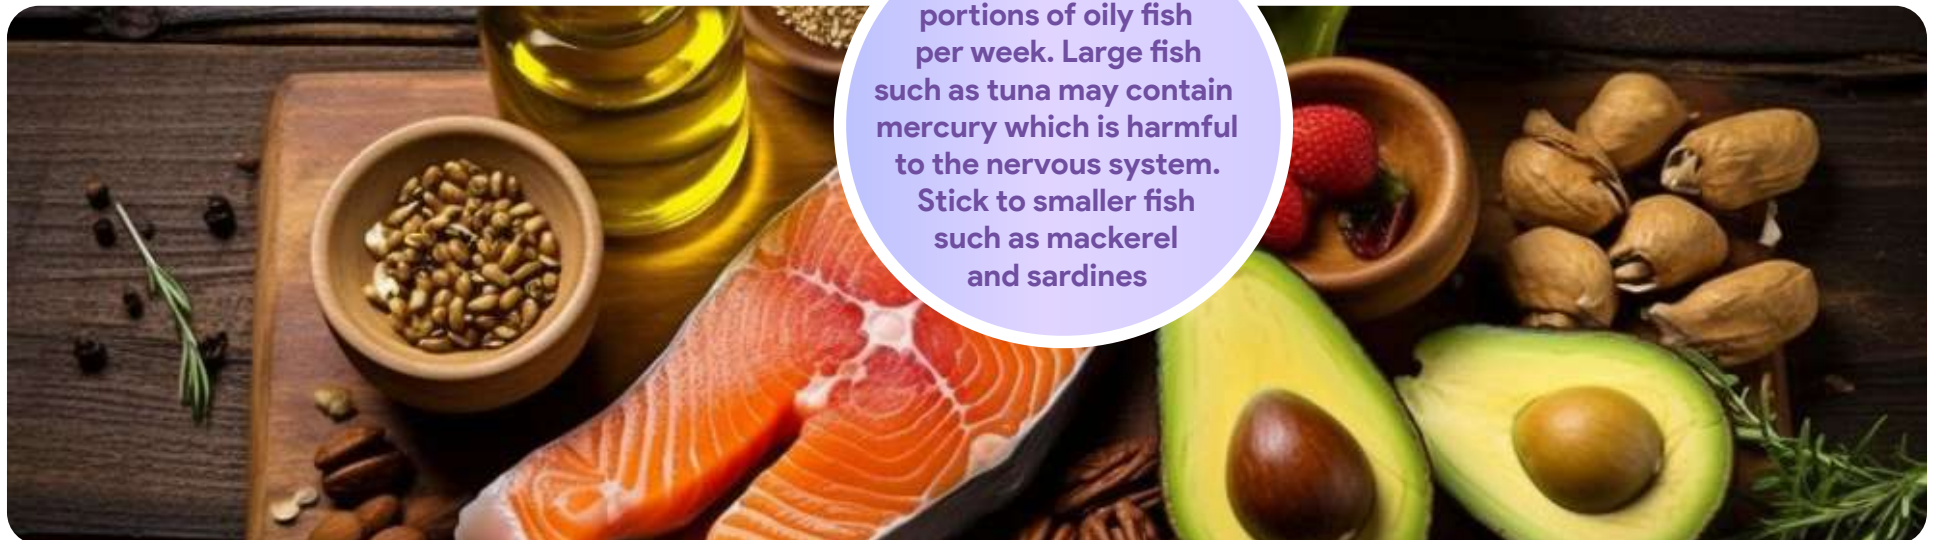 portions of oily fish
per week. Large fish
such as tuna may contain
mercury which is harmful
to the nervous system.
Stick to smaller fish
such as mackerel
and sardines